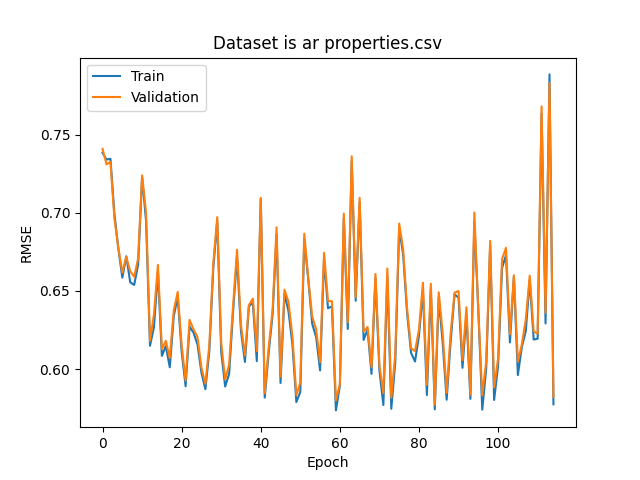 Dataset is ar properties.csv
Train
Validation
RMSE
0.75
0.70
0.65
0.60
0 20 40 60 80 100
Epoch